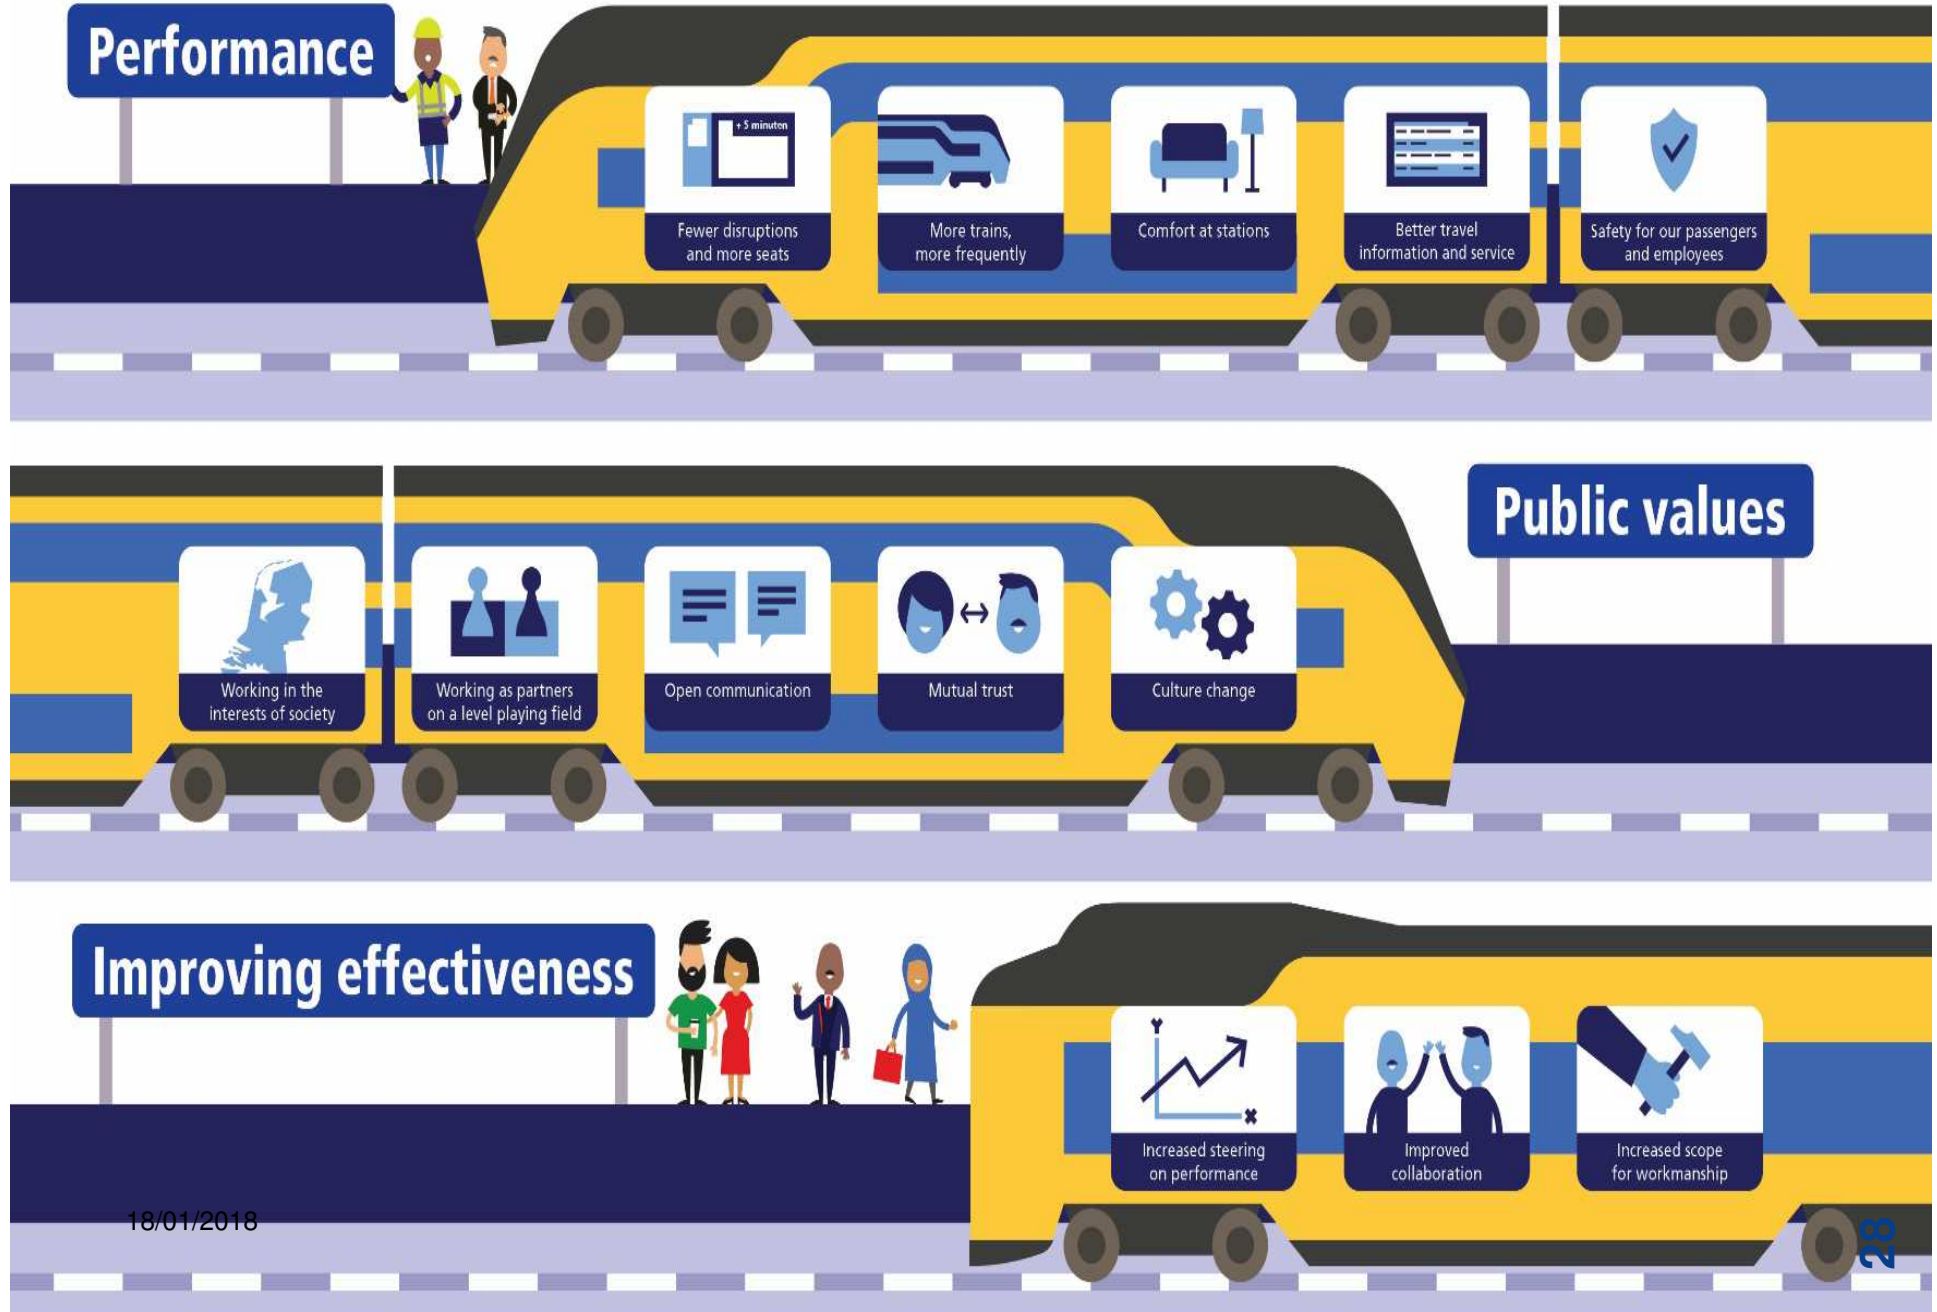 Performance
+ 5 minuten
Fewer disruptions
and more seats
More trains,
more frequently
Comfort at stations
Better travel
information and service
Safety for our passengers
and employees
Public values
Working in the
interests of society
Working as partners
on a level playing field
Open communication
Mutual trust
Culture change
Improving effectiveness
Y
X
Increased steering
on performance
Improved
collaboration
Increased scope
for workmanship
18/01/2018
28